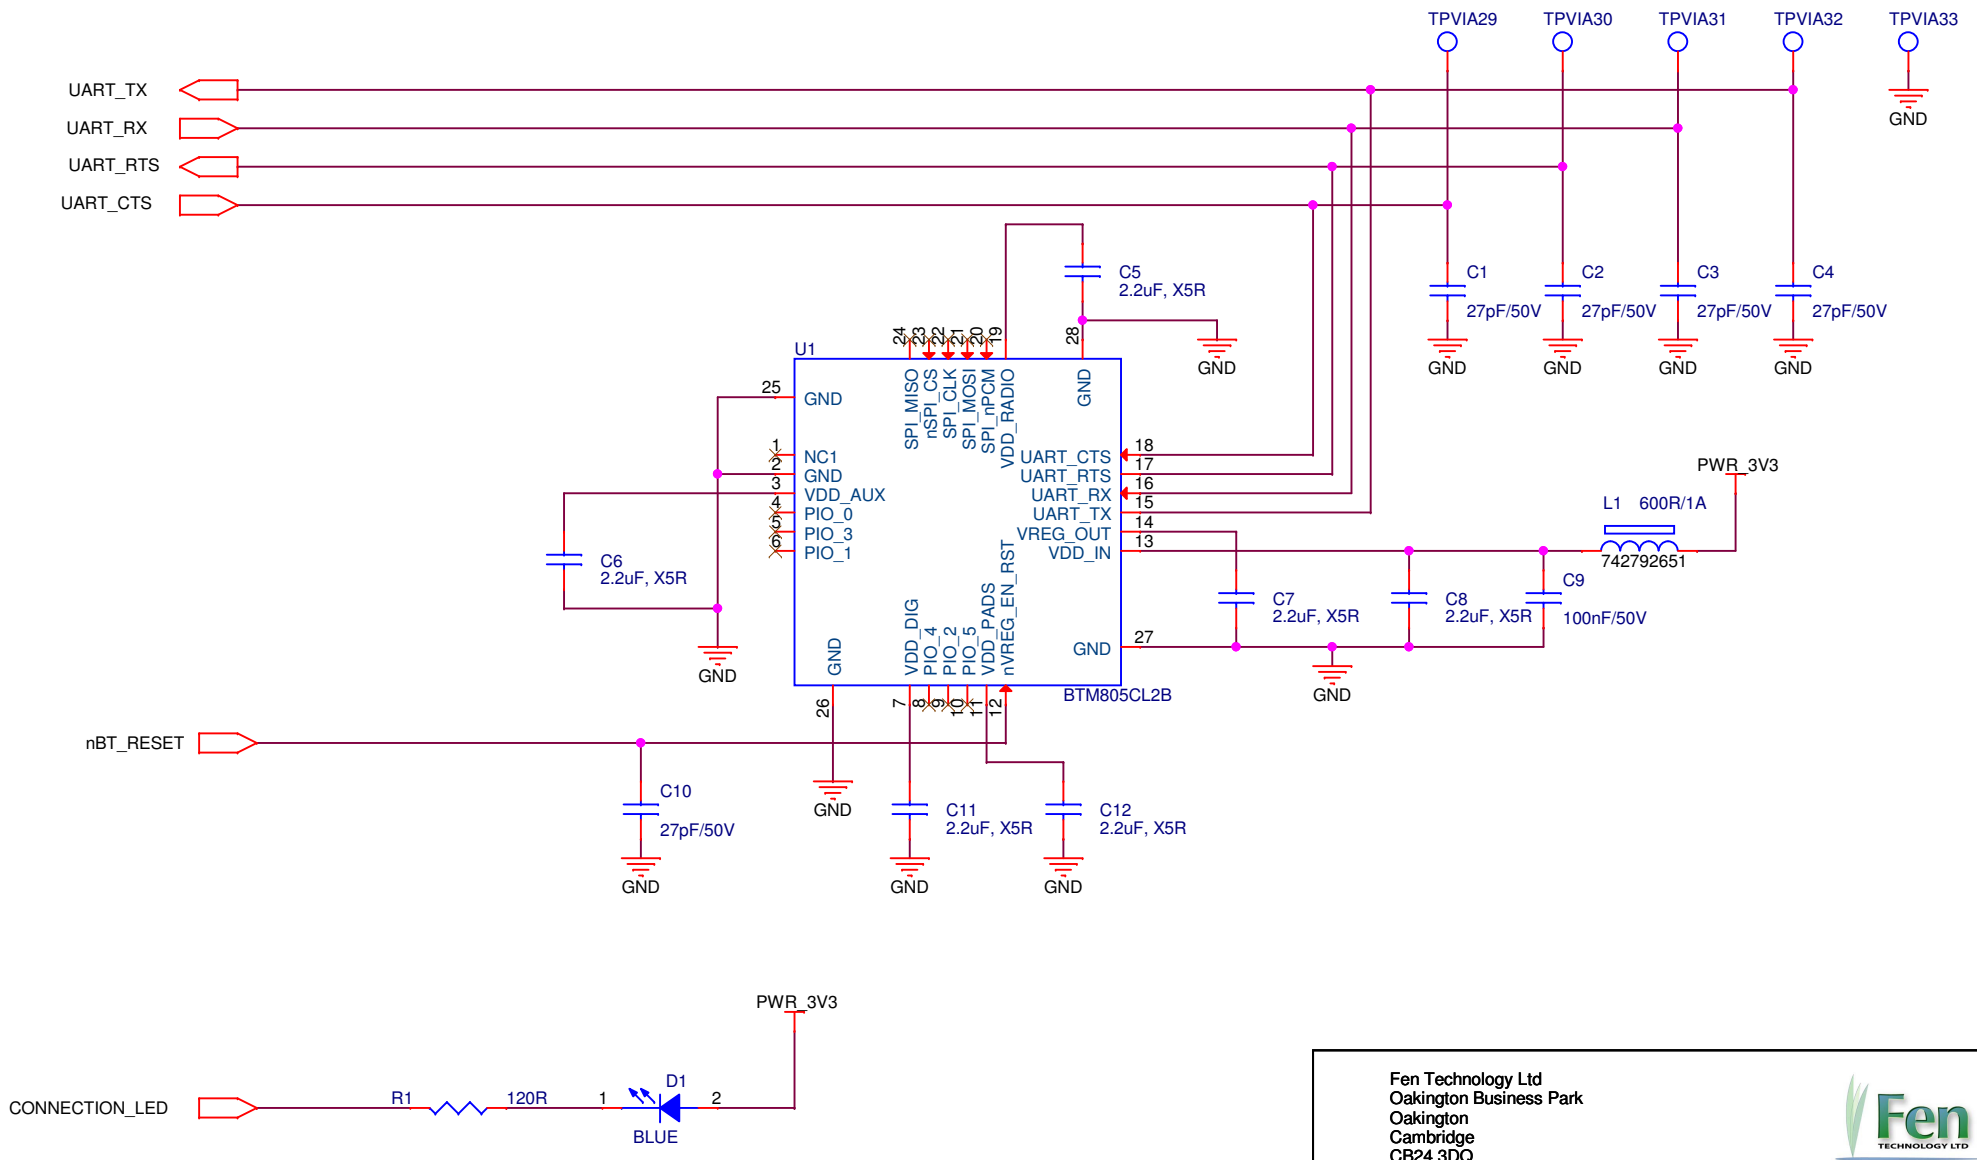 TPVIA29 TPVIA30 TPVIA31 TPVIA32 TPVIA33
UART_TX
UART_RX
UART_RTS
UART_CTS
GND
C5
2.2uF, X5R
C1
27pF/50V
C2
27pF/50V
C3
27pF/50V
C4
27pF/50V
GND GND GND GND GND
U1
24 23 22 21 20 19 28
SPI_MISO
nSPI_CS
SPI_CLK
SPI_MOSI
SPI_nPCM
VDD_RADIO
GND
25 GND
1 NC1
2 GND
3 VDD_AUX
4 PIO_0
5 PIO_3
6 PIO_1
UART_CTS 18
UART_RTS 17
UART_RX 16
UART_TX 15
VREG_OUT 14
VDD_IN 13
GND 27
PWR_3V3
L1 600R/1A
742792651
C6
2.2uF, X5R
C7
2.2uF, X5R
C8
2.2uF, X5R
C9
100nF/50V
GND
VDD_DIG
PIO_4
PIO_2
PIO_5
VDD_PADS
nVREG_EN_RST
GND
GND
BTM805CL2B
26 7 8 9 10 11 12
nBT_RESET
C10
27pF/50V
GND
C11
2.2uF, X5R
C12
2.2uF, X5R
GND GND GND
PWR_3V3
CONNECTION_LED
R1 120R
1 D1 2
BLUE
Fen Technology Ltd
Oakington Business Park
Oakington
Cambridge
CB24 3DQ
Fen
TECHNOLOGY LTD